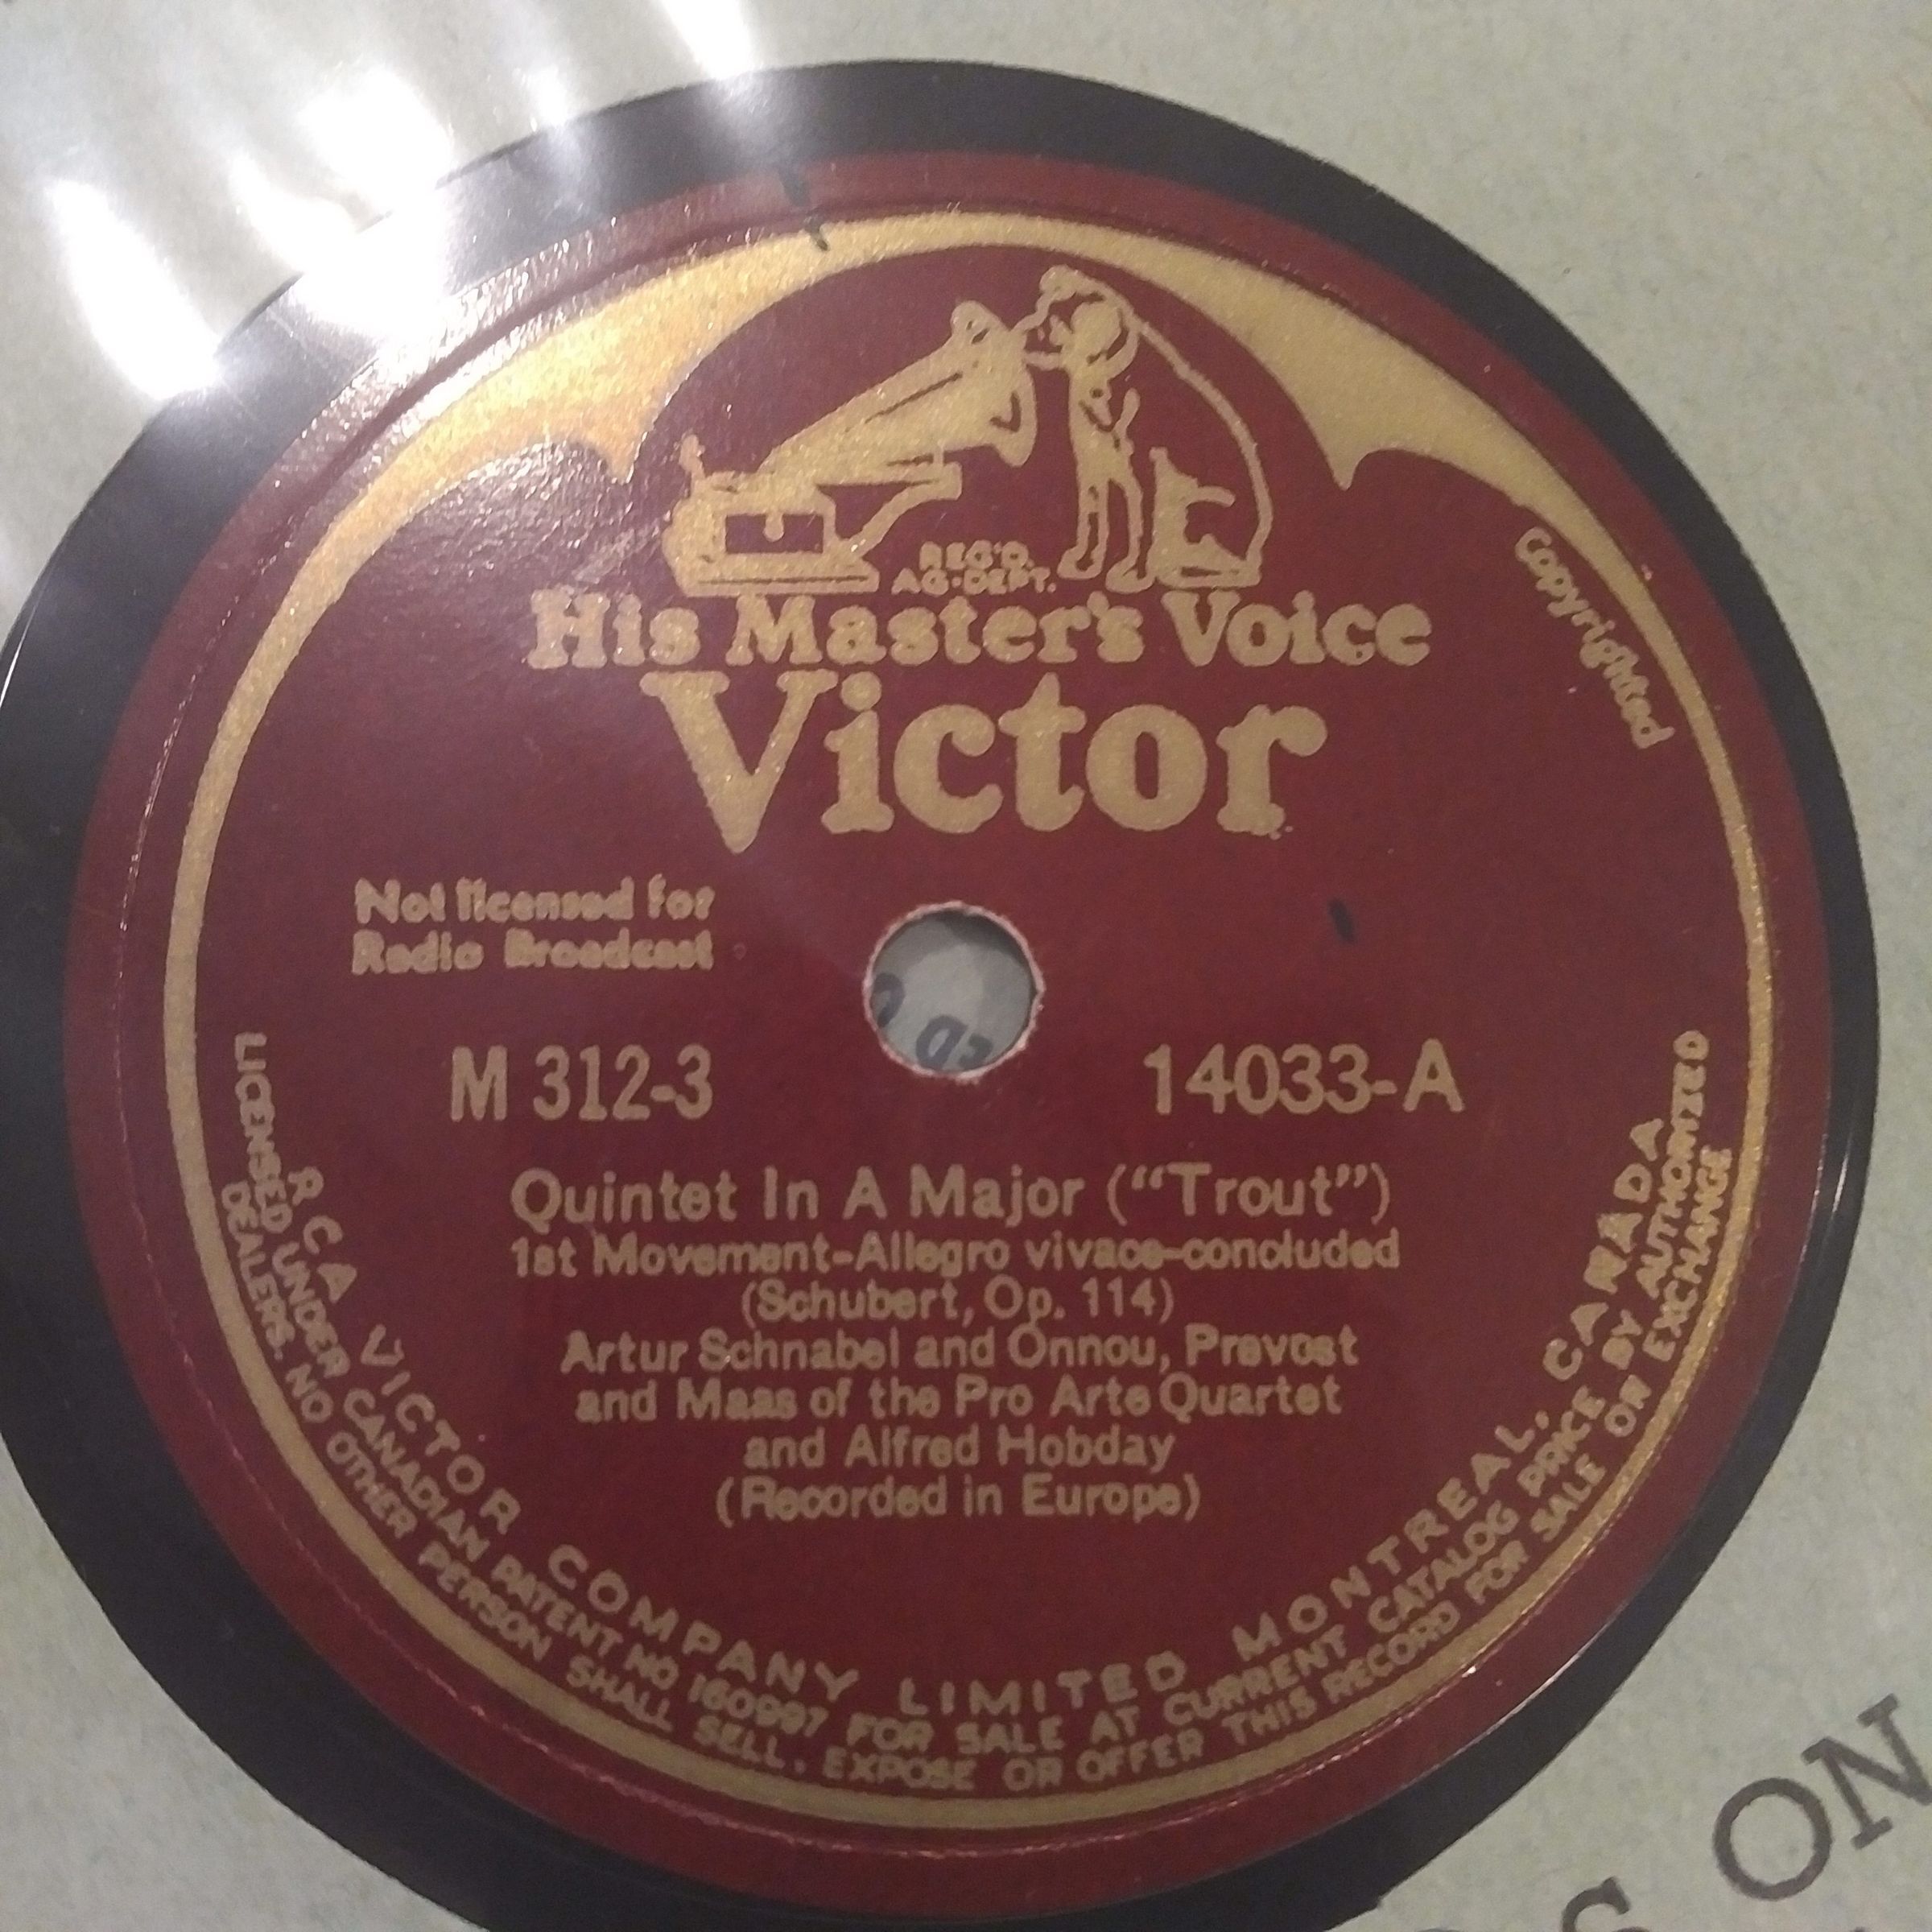 REG'D.
AG-DEPT.
His Master's Voice
Victor
Copyrighted
Not licensed for
Radio Broadcast
M 312-3
14033-A
Quintet In A Major ("Trout")
1st Movement-Allegro vivace-concluded
(Schubert, Op. 114)
Artur Schnabel and Onnou, Prevost
and Maas of the Pro Arte Quartet
and Alfred Hobday
(Recorded in Europe)
RCA VICTOR COMPANY LIMITED MONTREAL, CANADA
LICENSED UNDER CANADIAN PATENT NO 160997 FOR SALE AT CURRENT CATALOG PRICE BY AUTHORIZED
DEALERS. NO OTHER PERSON SHALL SELL, EXPOSE OR OFFER THIS RECORD FOR SALE OR EXCHANGE
ON